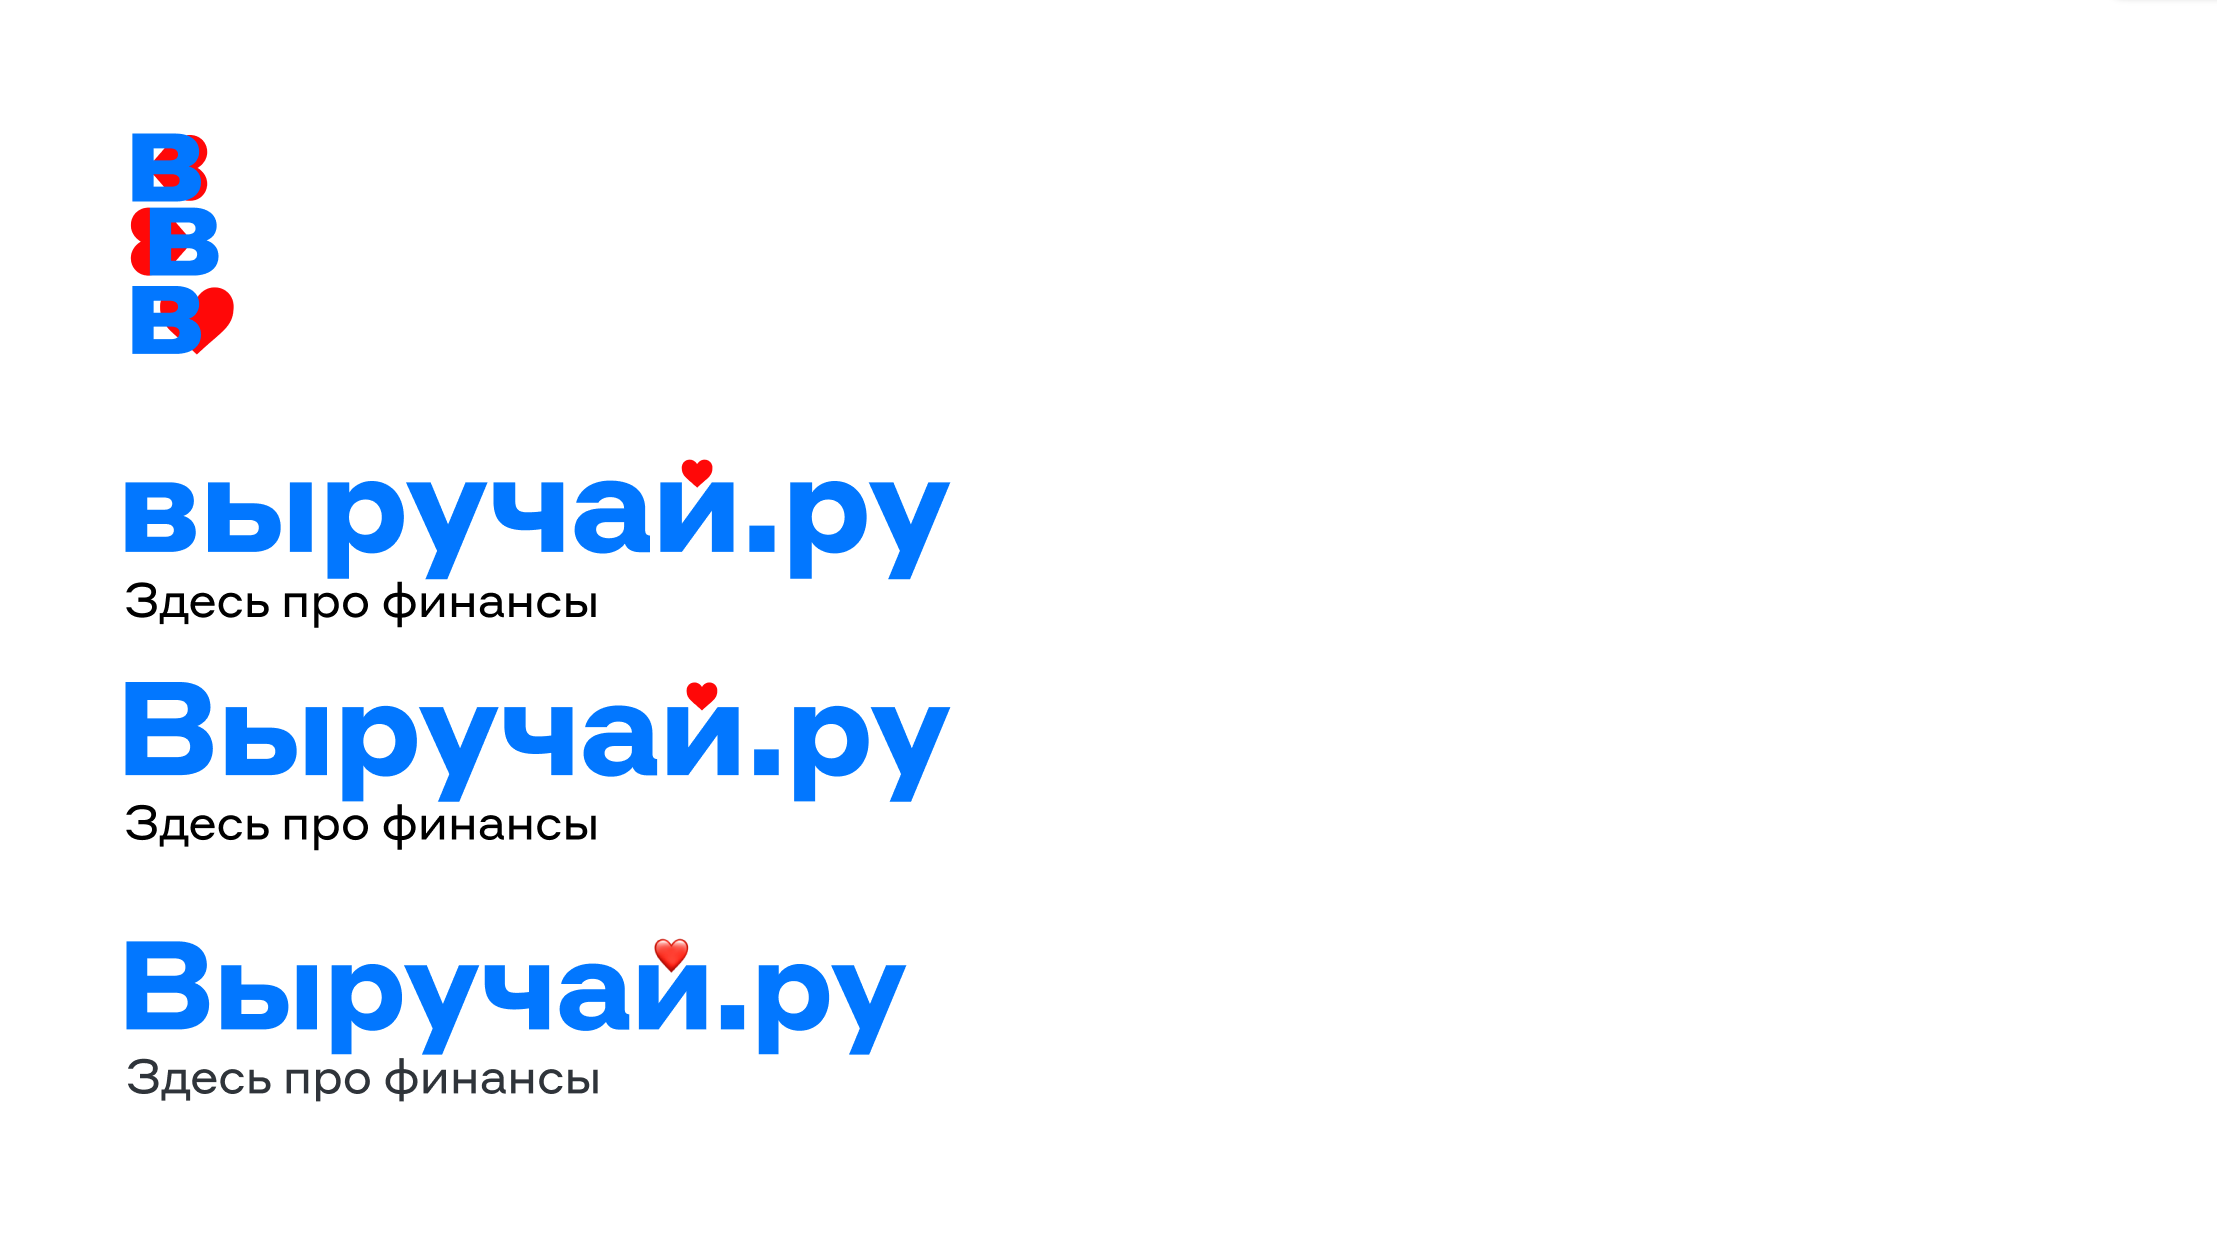 в
в
в
выручай.ру
Здесь про финансы
Выручай.ру
Здесь про финансы
Выручай.ру
Здесь про финансы